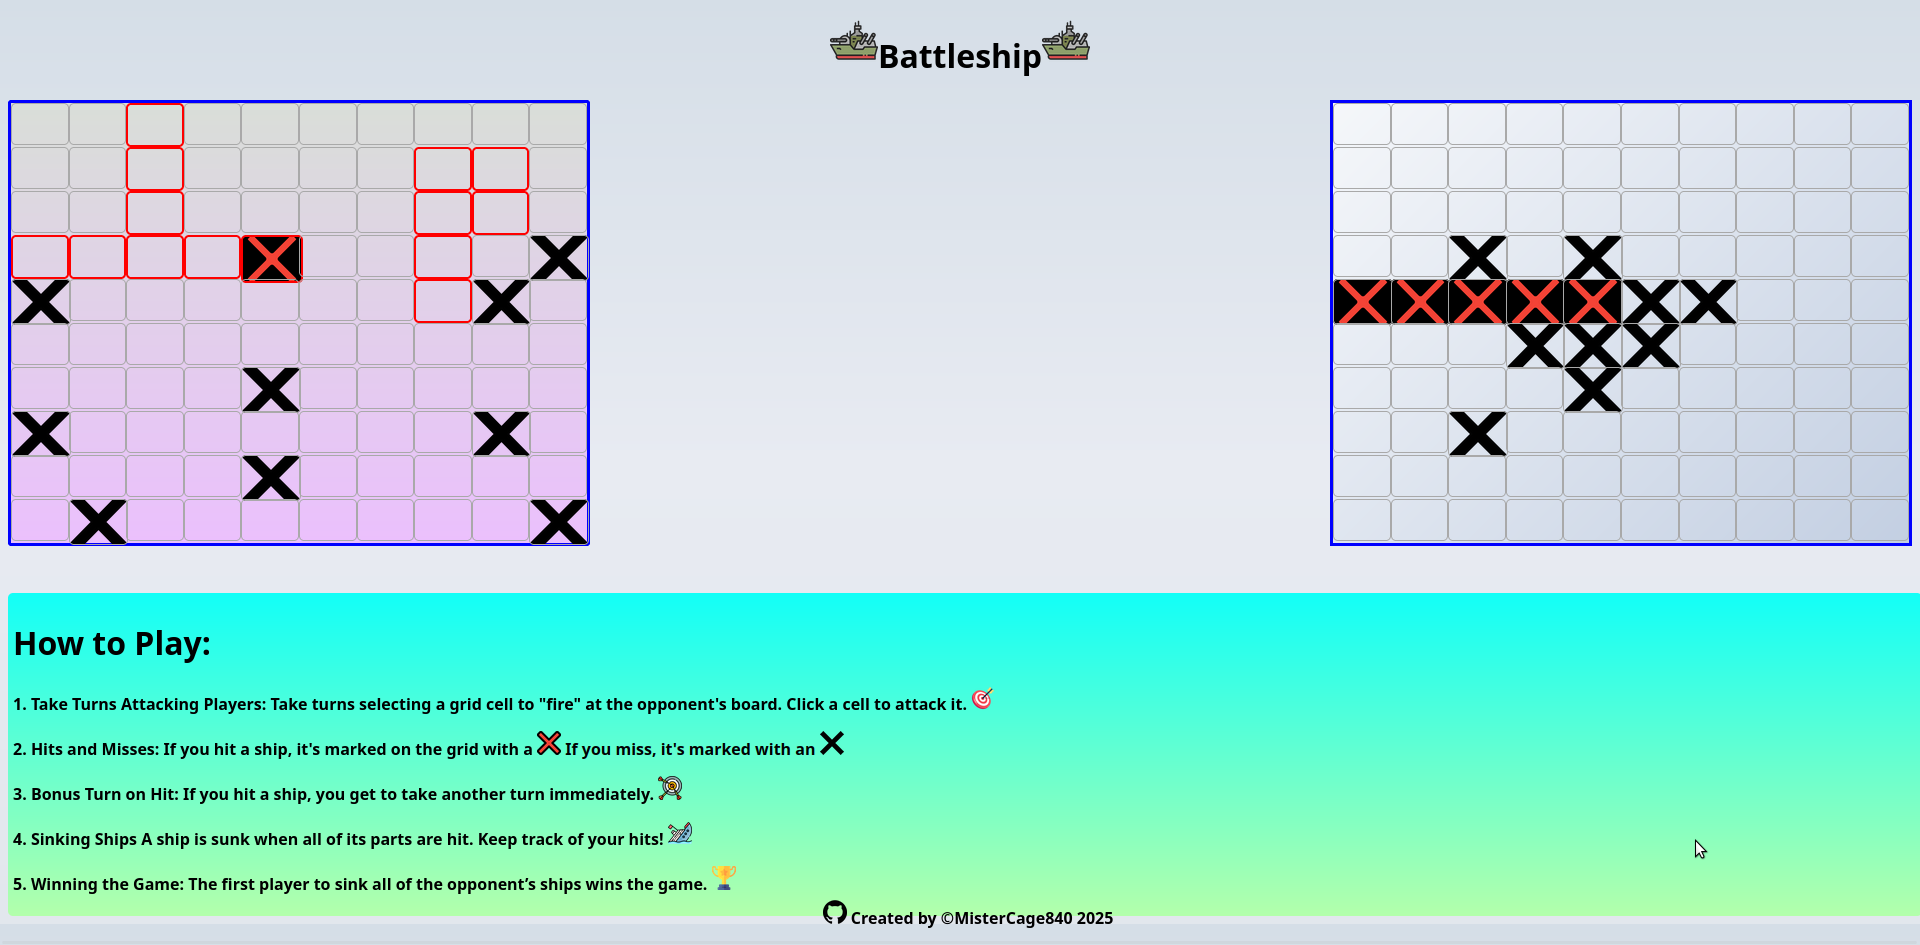 Battleship
How to Play:
1. Take Turns Attacking Players: Take turns selecting a grid cell to "fire" at the opponent's board. Click a cell to attack it.
2. Hits and Misses: If you hit a ship, it's marked on the grid with a If you miss, it's marked with an
3. Bonus Turn on Hit: If you hit a ship, you get to take another turn immediately.
4. Sinking Ships A ship is sunk when all of its parts are hit. Keep track of your hits!
5. Winning the Game: The first player to sink all of the opponent’s ships wins the game.
Created by ©MisterCage840 2025